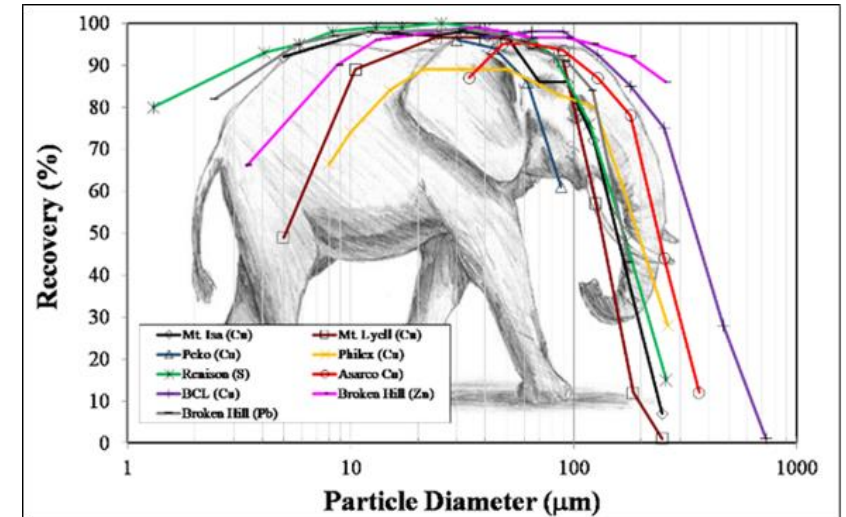 100
90
80
70
60
50
40
30
20
10
0
Recovery (%)
Mt. Isa (Cu)
Mt. Lyell (Cu)
Peko (Cu)
Philex (Cu)
Renison (S)
Asarco Cu)
BCL (Cu)
Broken Hill (Zn)
Broken Hill (Pb)
1
10
100
1000
Particle Diameter (µm)